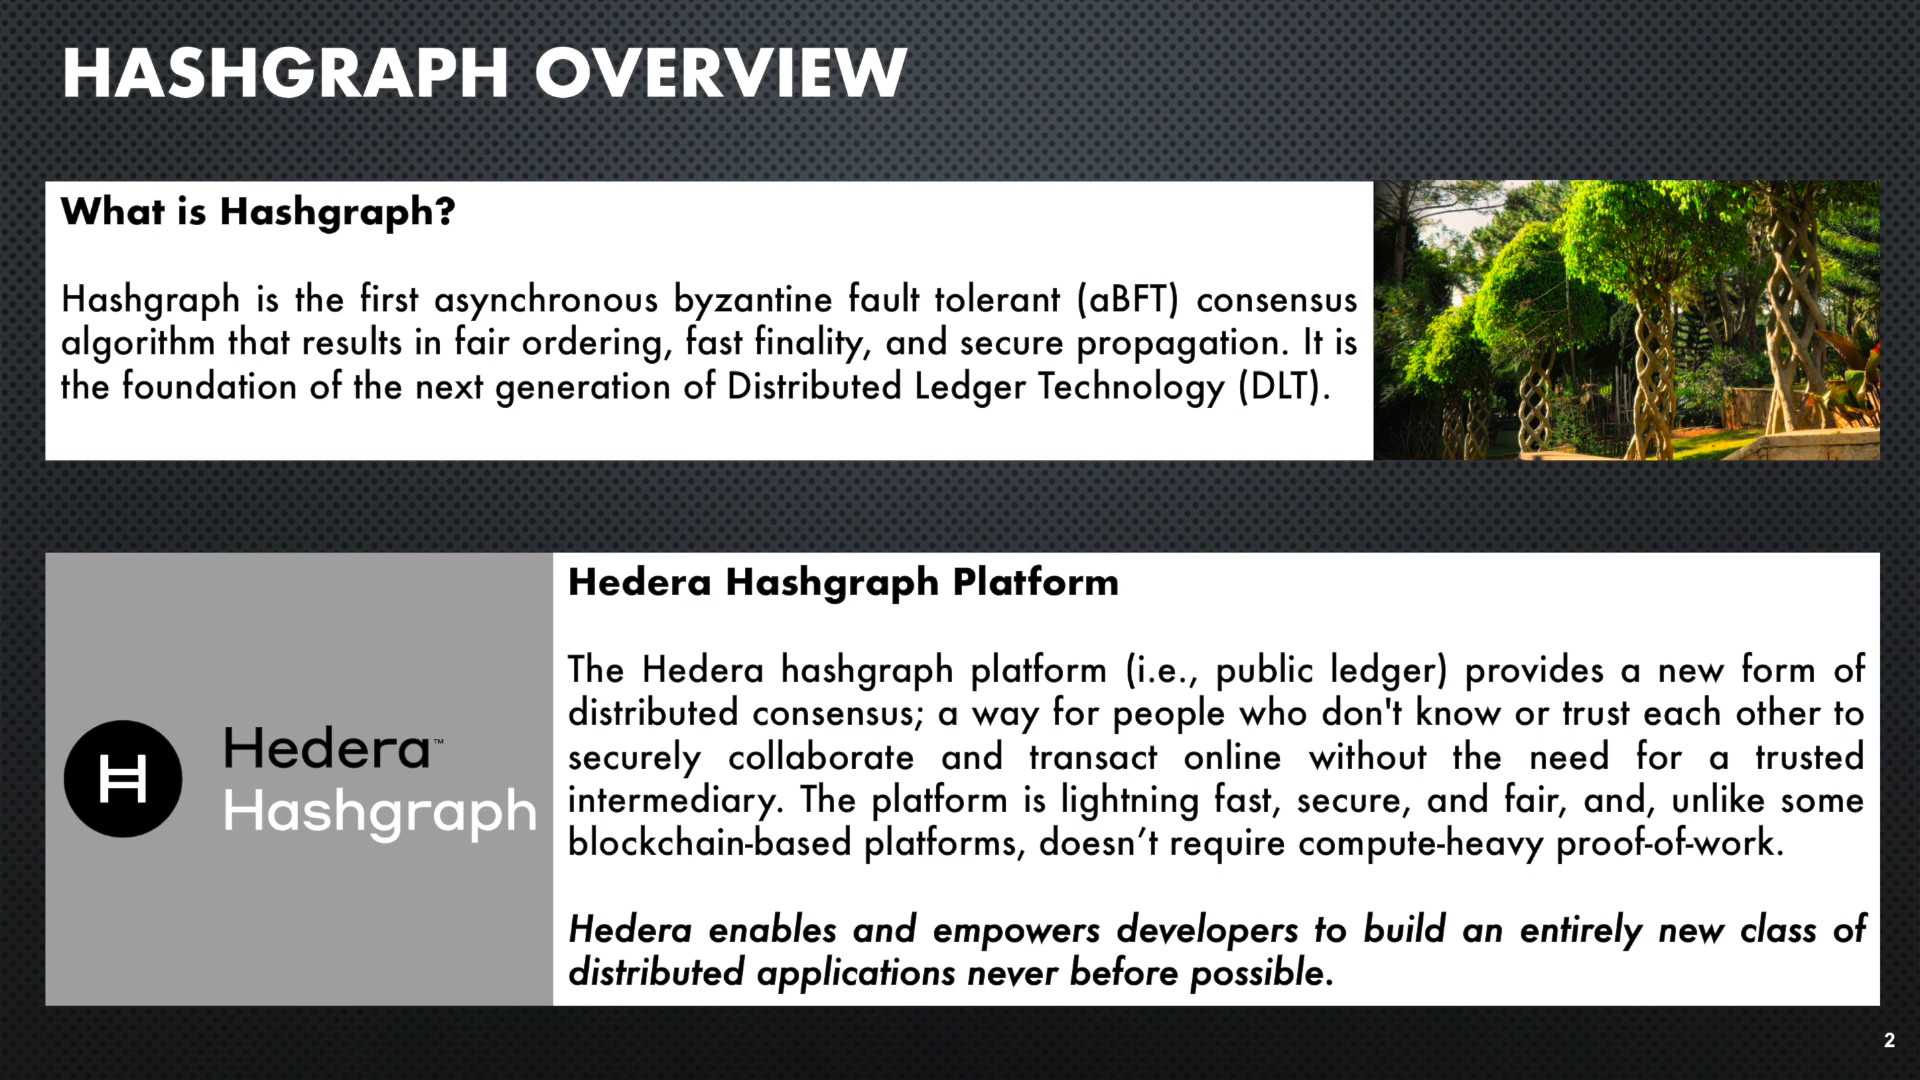 HASHGRAPH OVERVIEW
What is Hashgraph?
Hashgraph is the first asynchronous byzantine fault tolerant (aBFT) consensus
algorithm that results in fair ordering, fast finality, and secure propagation. It is
the foundation of the next generation of Distributed Ledger Technology (DLT).
Hedera™
Hashgraph
Hedera Hashgraph Platform
The Hedera hashgraph platform (i.e., public ledger) provides a new form of
distributed consensus; a way for people who don't know or trust each other to
securely collaborate and transact online without the need for a trusted
intermediary. The platform is lightning fast, secure, and fair, and, unlike some
blockchain-based platforms, doesn’t require compute-heavy proof-of-work.
Hedera enables and empowers developers to build an entirely new class of
distributed applications never before possible.
2